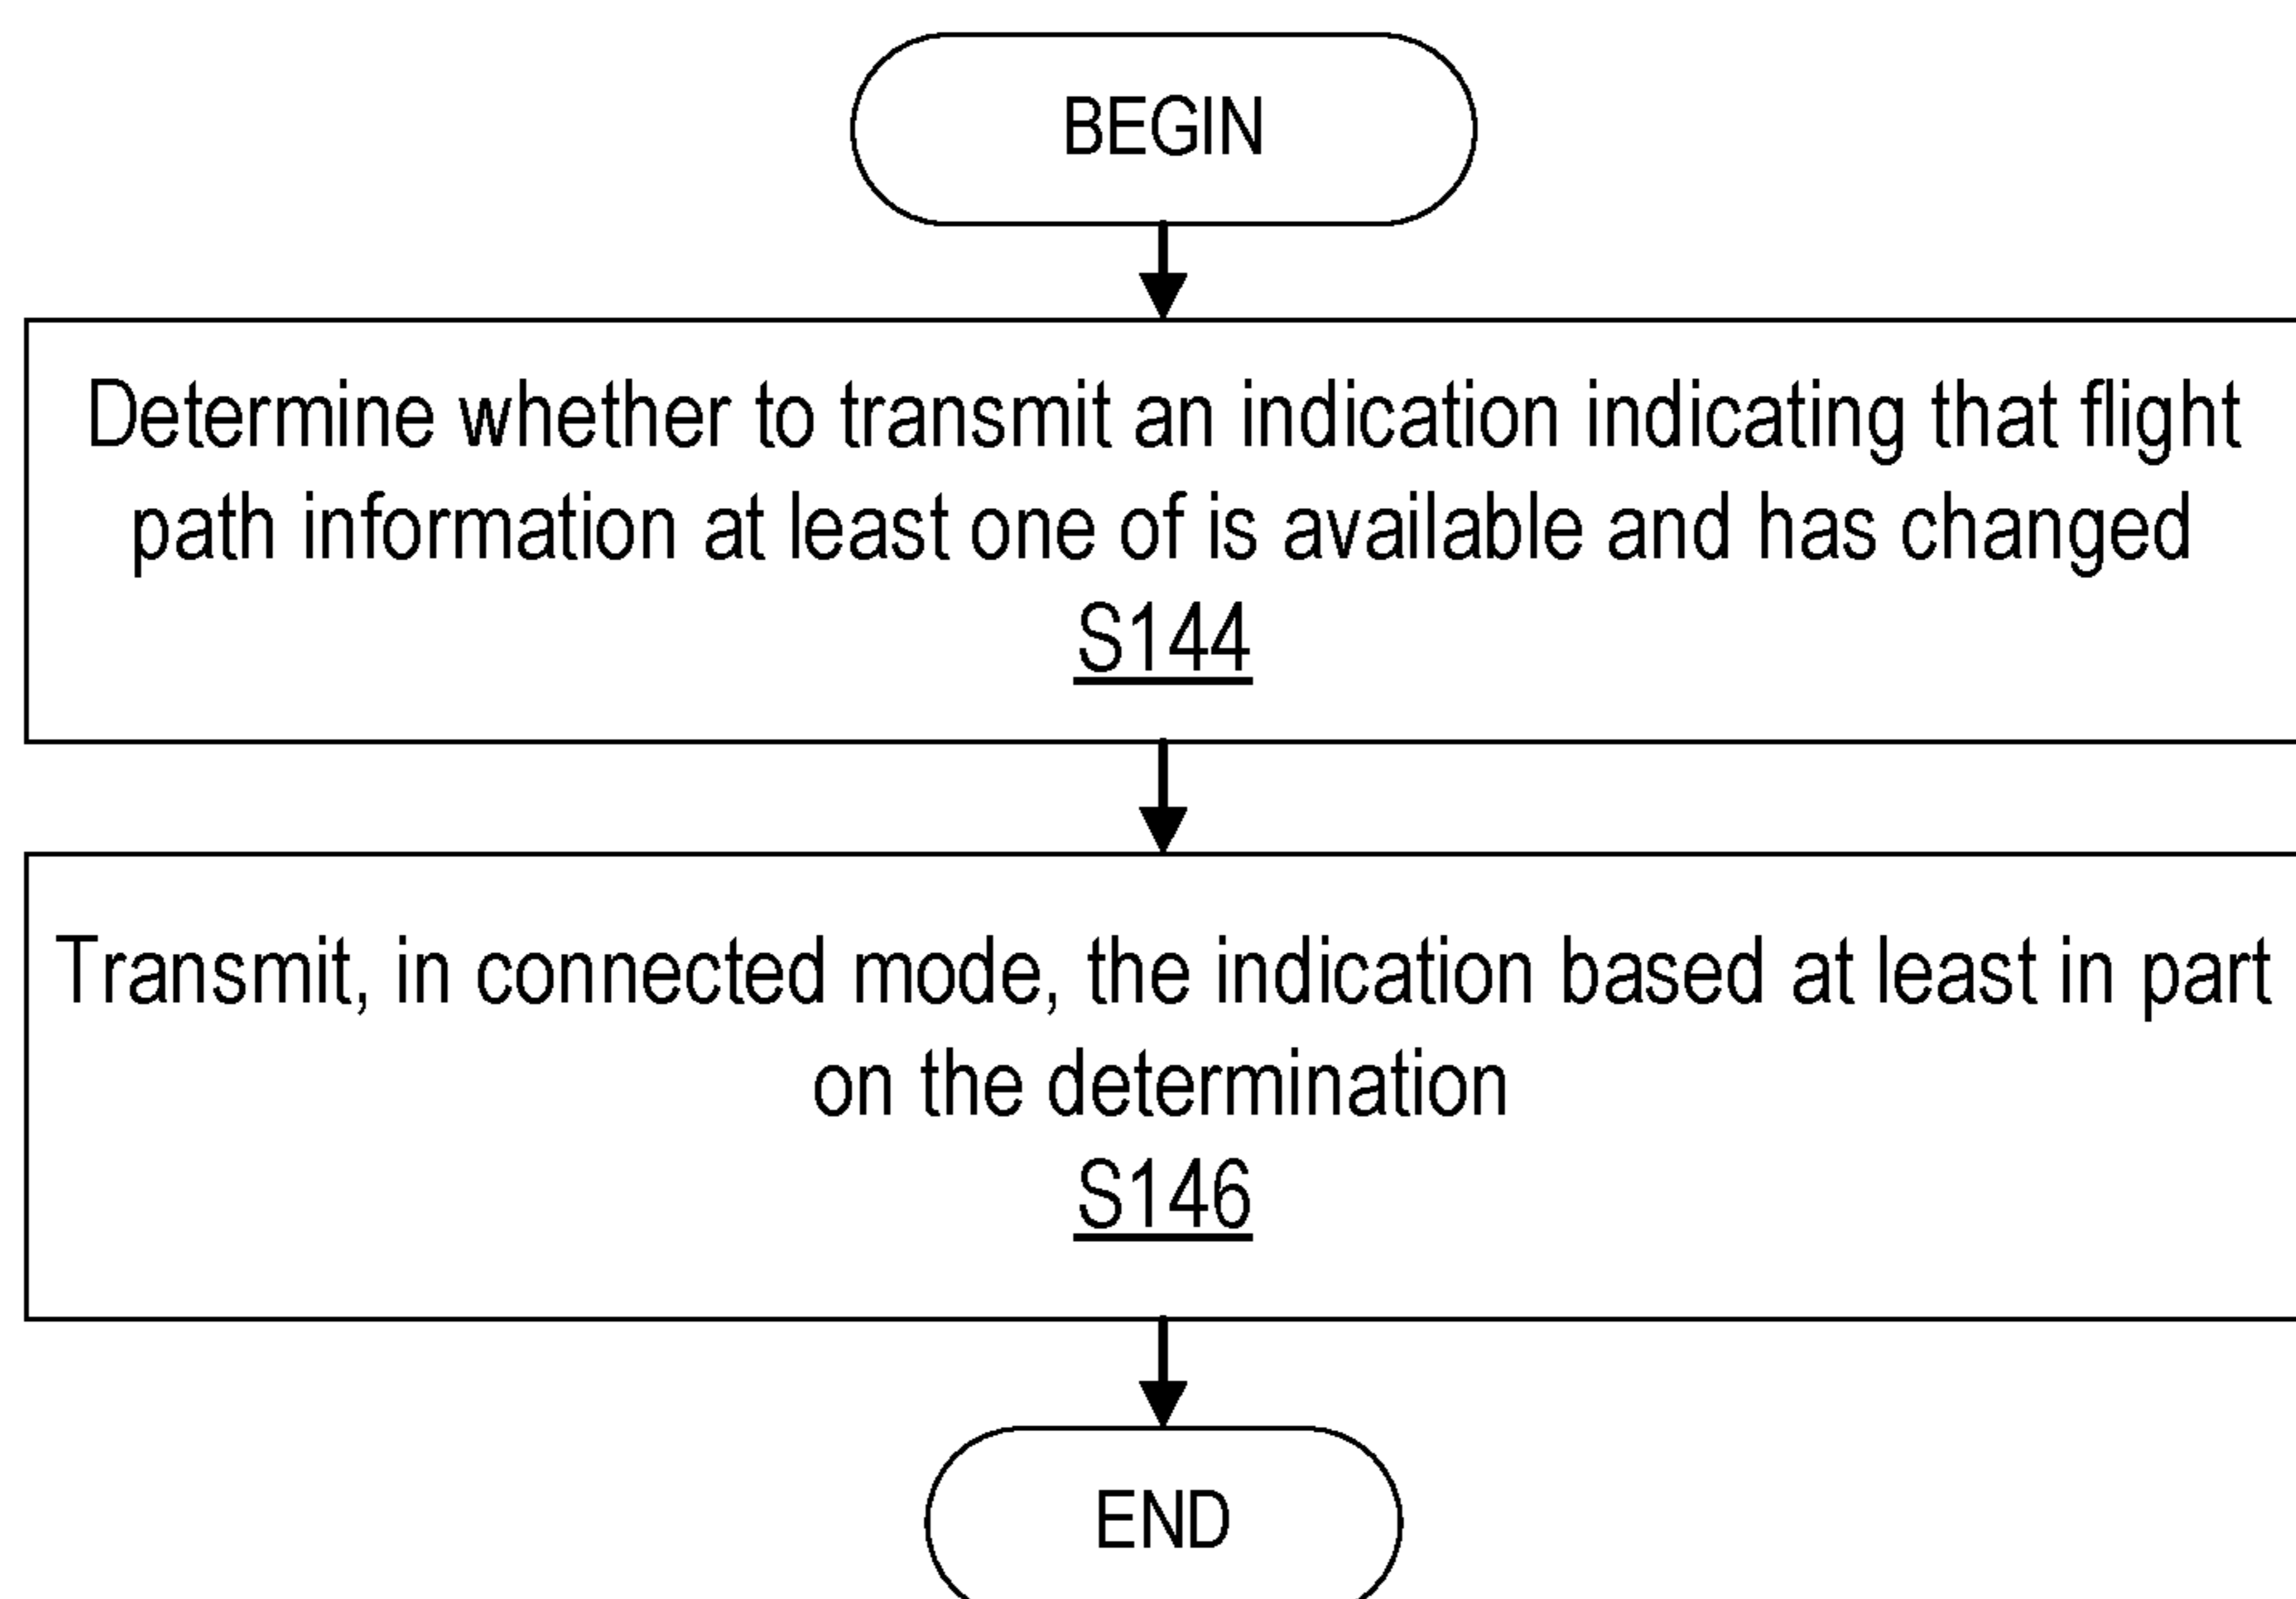 BEGIN
Determine whether to transmit an indication indicating that flight
path information at least one of is available and has changed
S144
Transmit, in connected mode, the indication based at least in part
on the determination
S146
END